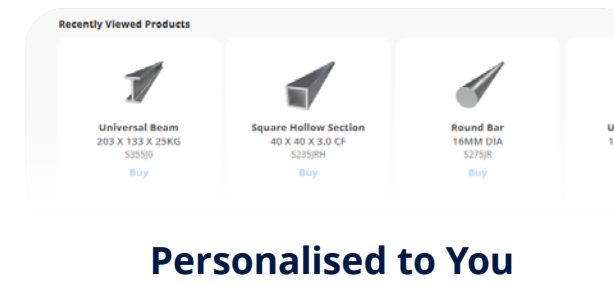 Recently Viewed Products
Universal Beam
203 X 133 X 25KG
S355J0
Buy
Square Hollow Section
40 X 40 X 3.0 CF
S235JRH
Buy
Round Bar
16MM DIA
S275JR
Buy
Personalised to You